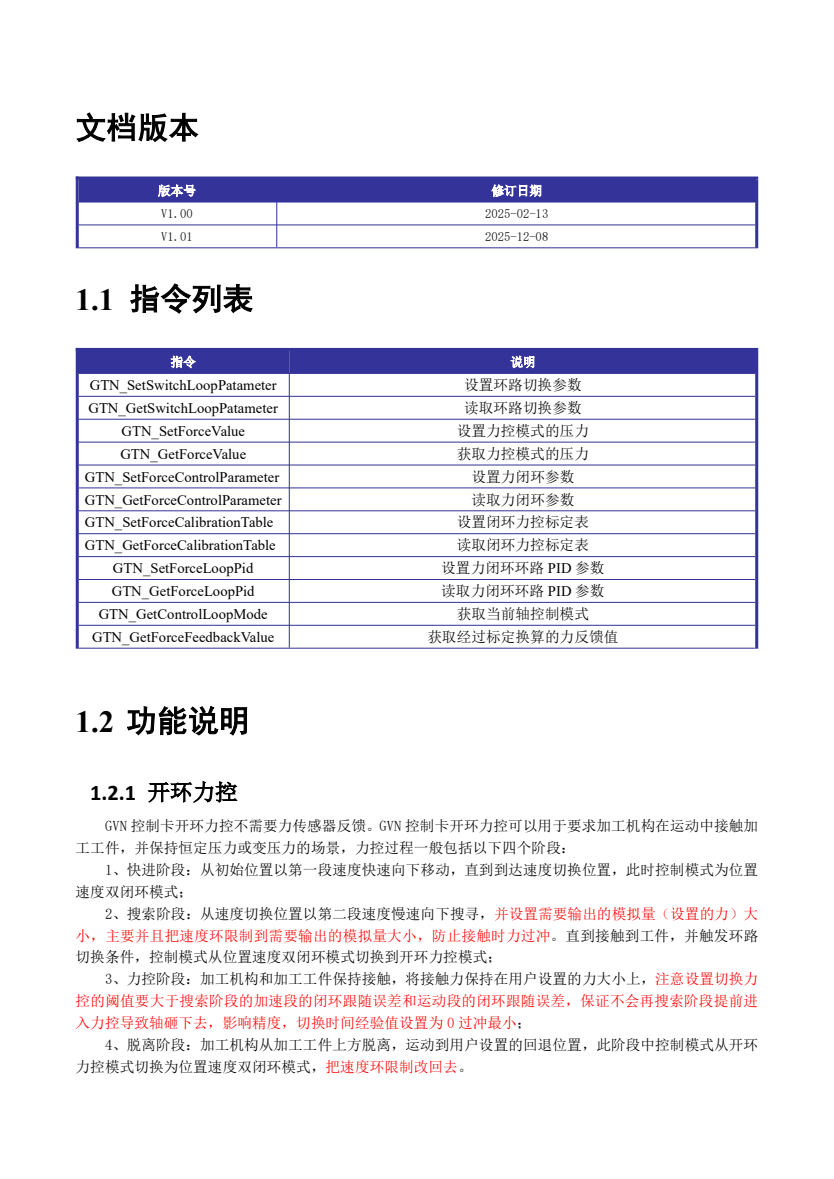 文档版本
版本号 修订日期
V1.00 2025-02-13
V1.01 2025-12-08
1.1 指令列表
指令 说明
GTN_SetSwitchLoopPatameter 设置环路切换参数
GTN_GetSwitchLoopPatameter 读取环路切换参数
GTN_SetForceValue 设置力控模式的压力
GTN_GetForceValue 获取力控模式的压力
GTN_SetForceControlParameter 设置力闭环参数
GTN_GetForceControlParameter 读取力闭环参数
GTN_SetForceCalibrationTable 设置闭环力控标定表
GTN_GetForceCalibrationTable 读取闭环力控标定表
GTN_SetForceLoopPid 设置力闭环环路 PID 参数
GTN_GetForceLoopPid 读取力闭环环路 PID 参数
GTN_GetControlLoopMode 获取当前轴控制模式
GTN_GetForceFeedbackValue 获取经过标定换算的力反馈值
1.2 功能说明
1.2.1 开环力控
GVN 控制卡开环力控不需要力传感器反馈。GVN 控制卡开环力控可以用于要求加工机构在运动中接触加
工工件，并保持恒定压力或变压力的场景，力控过程一般包括以下四个阶段：
1、快进阶段：从初始位置以第一段速度快速向下移动，直到到达速度切换位置，此时控制模式为位置
速度双闭环模式；
2、搜索阶段：从速度切换位置以第二段速度慢速向下搜寻，并设置需要输出的模拟量（设置的力）大
小，主要并且把速度环限制到需要输出的模拟量大小，防止接触时力过冲。直到接触到工件，并触发环路
切换条件，控制模式从位置速度双闭环模式切换到开环力控模式；
3、力控阶段：加工机构和加工工件保持接触，将接触力保持在用户设置的力大小上，注意设置切换力
控的阈值要大于搜索阶段的加速段的闭环跟随误差和运动段的闭环跟随误差，保证不会再搜索阶段提前进
入力控导致轴砸下去，影响精度，切换时间经验值设置为 0 过冲最小；
4、脱离阶段：加工机构从加工工件上方脱离，运动到用户设置的回退位置，此阶段中控制模式从开环
力控模式切换为位置速度双闭环模式，把速度环限制改回去。